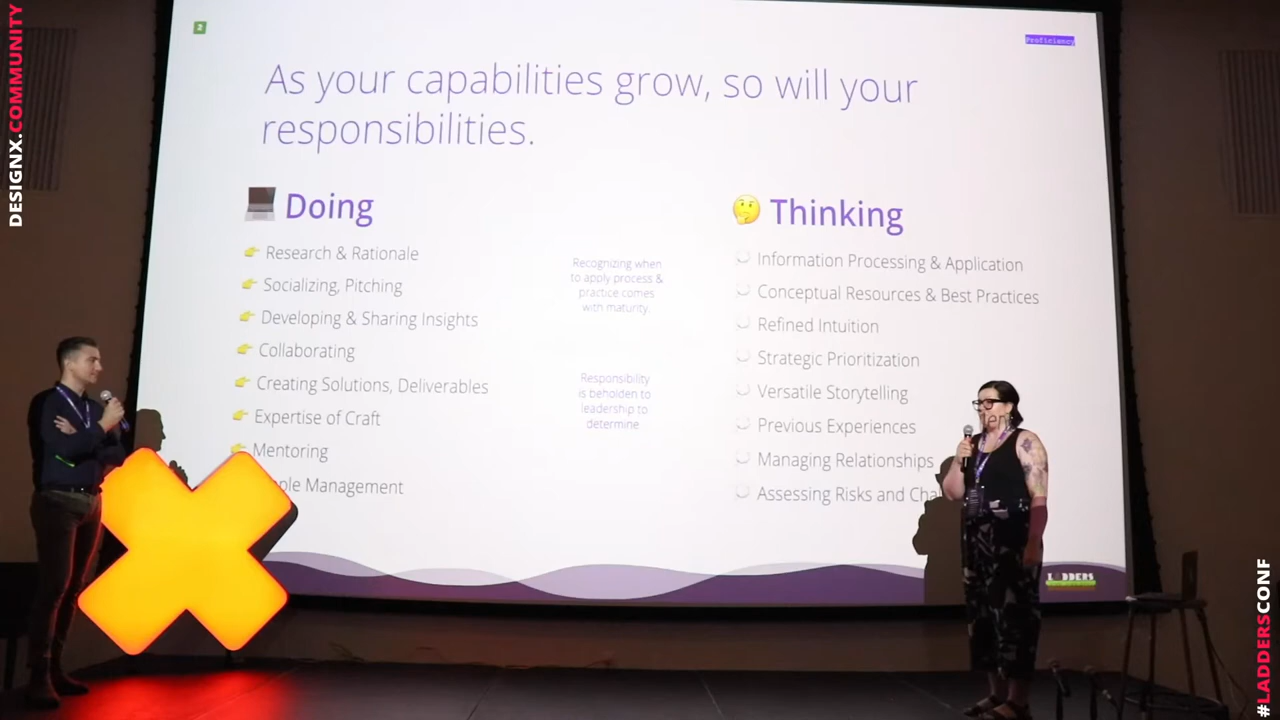 DESIGNX.COMMUNITY
2
Proficiency
As your capabilities grow, so will your
responsibilities.
Doing
Research & Rationale
Socializing, Pitching
Developing & Sharing Insights
Collaborating
Creating Solutions, Deliverables
Expertise of Craft
Mentoring
ple Management
Recognizing when
to apply process &
practice comes
with maturity.
Responsibility
is beholden to
leadership to
determine
Thinking
Information Processing & Application
Conceptual Resources & Best Practices
Refined Intuition
Strategic Prioritization
Versatile Storytelling
Previous Experiences
Managing Relationships
Assessing Risks and Cha
LADDERS
#LADDERSCONF